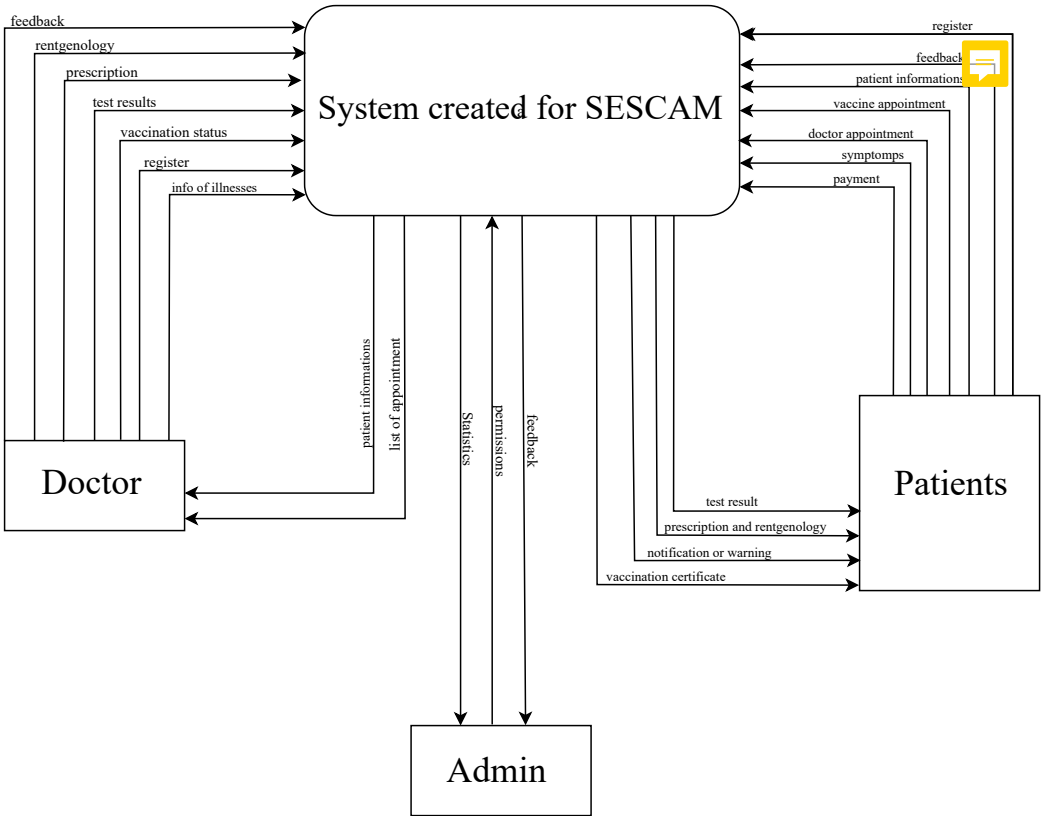 feedback
rentgenology
prescription
test results
vaccination status
register
info of illnesses
System created for SESCAM
a
register
feedback
patient informations
vaccine appointment
doctor appointment
symptomps
payment
patient informations
list of appointment
Statistics
permissions
feedback
Doctor
Patients
test result
prescription and rentgenology
notification or warning
vaccination certificate
Admin